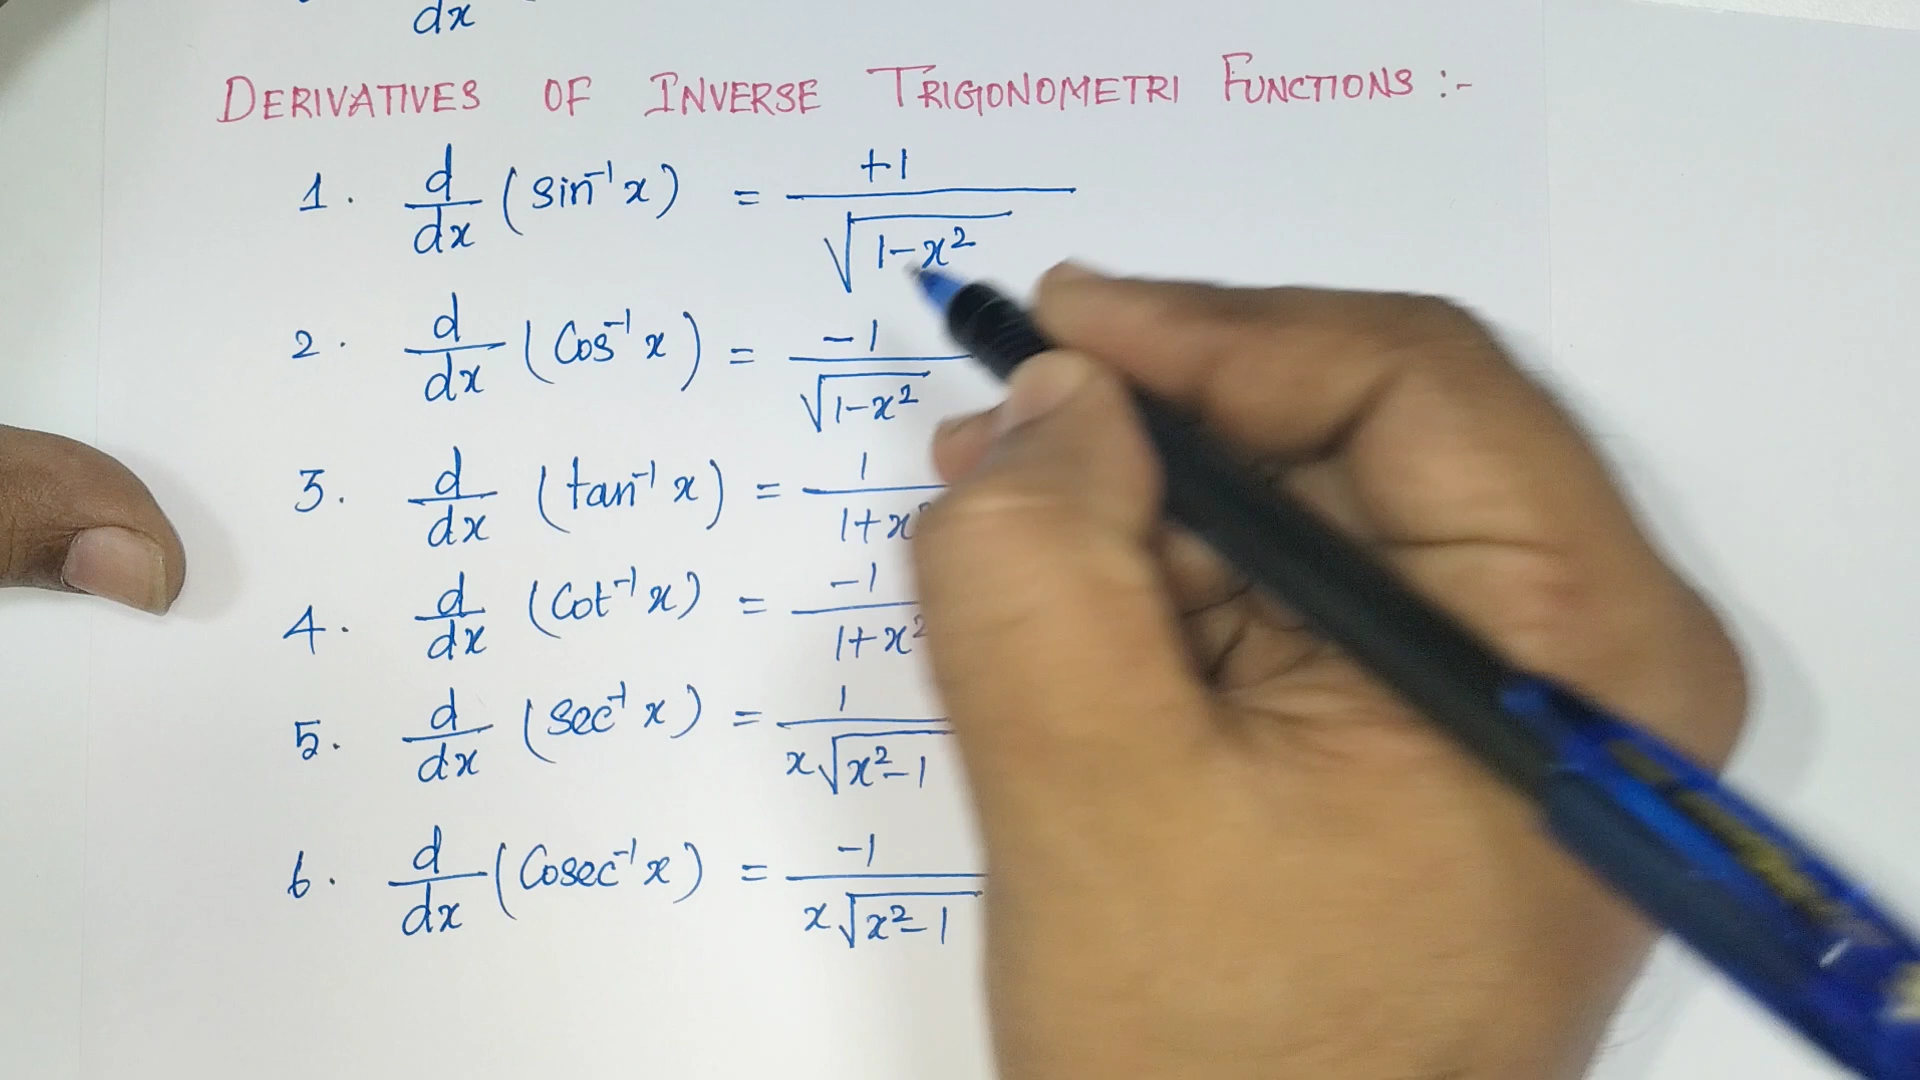 dx
DERIVATIVES OF INVERSE TRIGONOMETRI FUNCTIONS :-
1. d/dx (sin⁻¹x) = +1/√(1-x²)
2. d/dx (Cos⁻¹x) = -1/√(1-x²)
3. d/dx (tan⁻¹x) = 1/(1+x²)
4. d/dx (Cot⁻¹x) = -1/(1+x²)
5. d/dx (sec⁻¹x) = 1/(x√(x²-1))
6. d/dx (Cosec⁻¹x) = -1/(x√(x²-1))